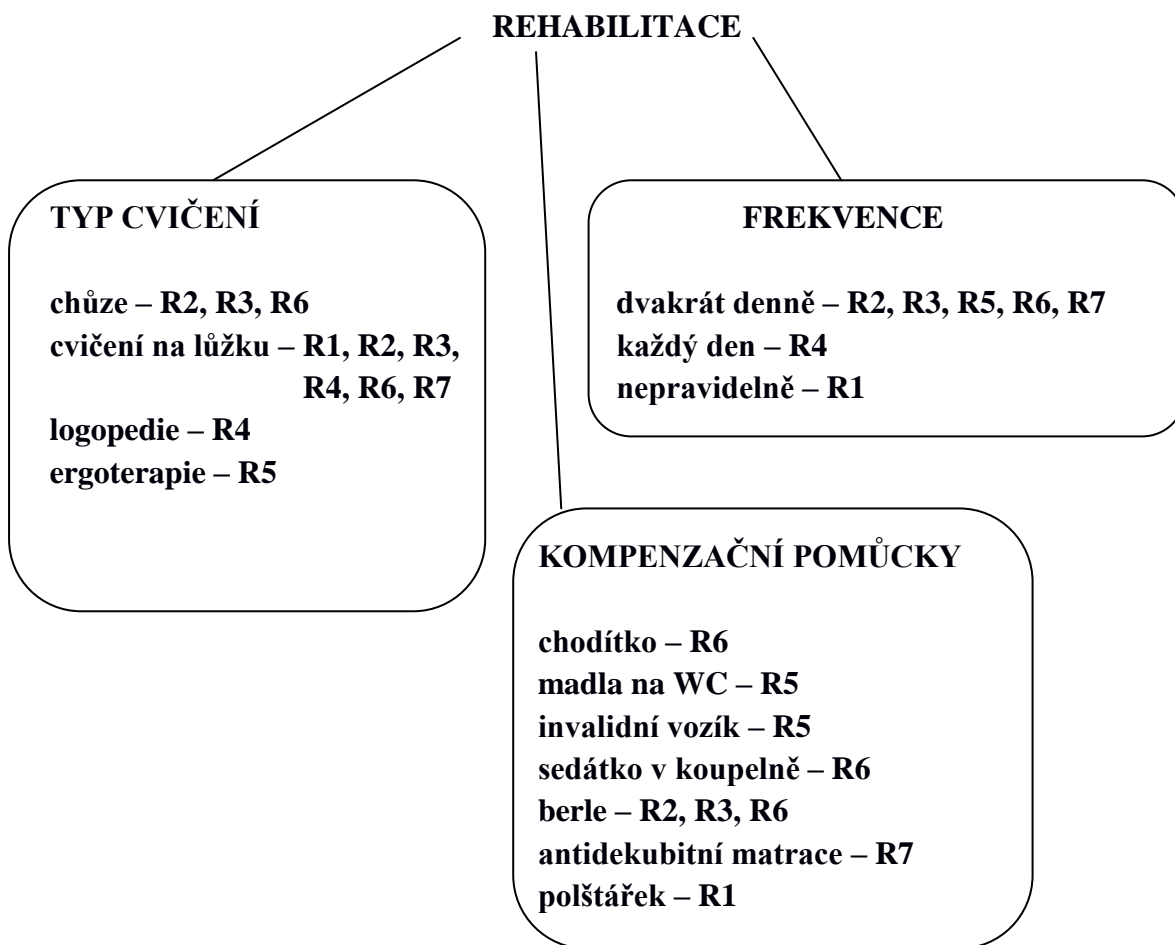 REHABILITACE
TYP CVIČENÍ
chůze – R2, R3, R6
cvičení na lůžku – R1, R2, R3,
R4, R6, R7
logopedie – R4
ergoterapie – R5
FREKVENCE
dvakrát denně – R2, R3, R5, R6, R7
každý den – R4
nepravidelně – R1
KOMPENZAČNÍ POMŮCKY
chodítko – R6
madla na WC – R5
invalidní vozík – R5
sedátko v koupelně – R6
berle – R2, R3, R6
antidekubitní matrace – R7
polštářek – R1